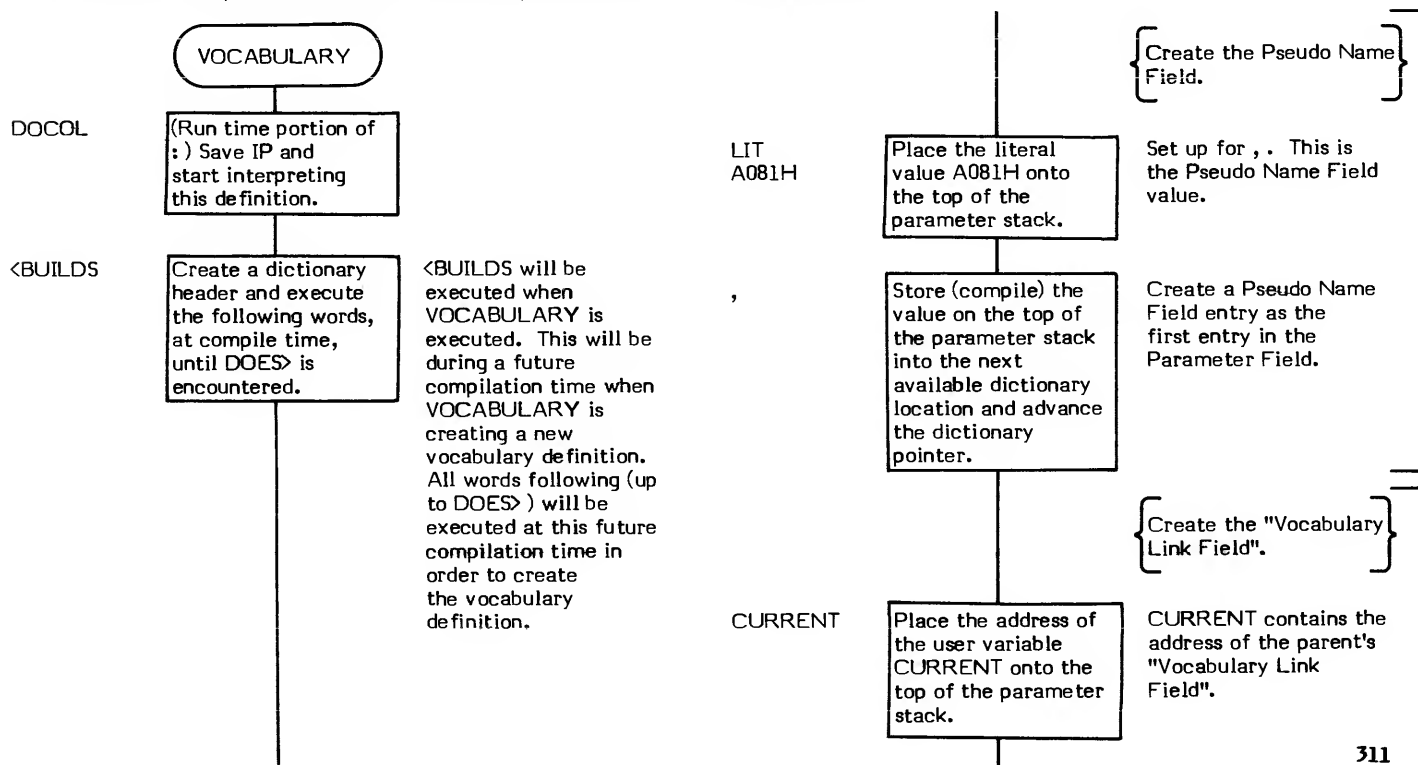 VOCABULARY
DOCOL
(Run time portion of
: ) Save IP and
start interpreting
this definition.
<BUILDS
Create a dictionary
header and execute
the following words,
at compile time,
until DOES> is
encountered.
<BUILDS will be
executed when
VOCABULARY is
executed. This will be
during a future
compilation time when
VOCABULARY is
creating a new
vocabulary definition.
All words following (up
to DOES> ) will be
executed at this future
compilation time in
order to create
the vocabulary
definition.
Create the Pseudo Name
Field.
LIT
A081H
Place the literal
value A081H onto
the top of the
parameter stack.
Set up for , . This is
the Pseudo Name Field
value.
,
Store (compile) the
value on the top of
the parameter stack
into the next
available dictionary
location and advance
the dictionary
pointer.
Create a Pseudo Name
Field entry as the
first entry in the
Parameter Field.
Create the "Vocabulary
Link Field".
CURRENT
Place the address of
the user variable
CURRENT onto the
top of the parameter
stack.
CURRENT contains the
address of the parent's
"Vocabulary Link
Field".
311